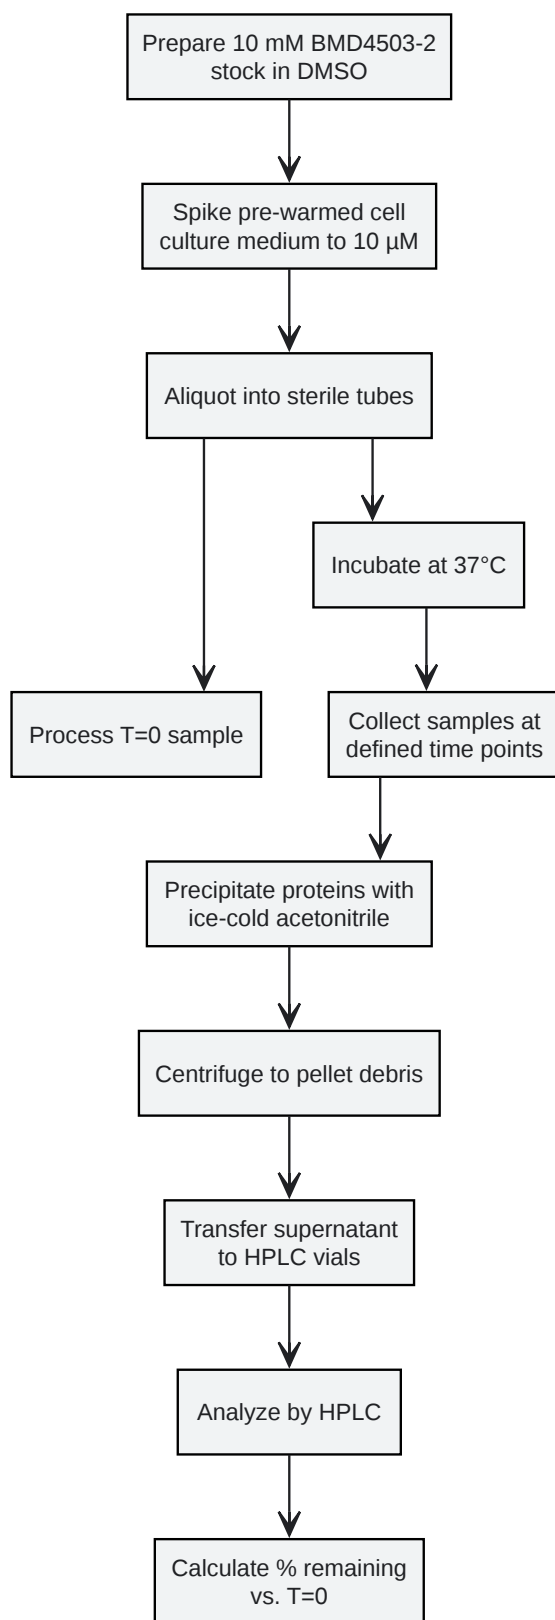 Prepare 10 mM BMD4503-2
stock in DMSO
Spike pre-warmed cell
culture medium to 10 µM
Aliquot into sterile tubes
Incubate at 37°C
Process T=0 sample
Collect samples at
defined time points
Precipitate proteins with
ice-cold acetonitrile
Centrifuge to pellet debris
Transfer supernatant
to HPLC vials
Analyze by HPLC
Calculate % remaining
vs. T=0